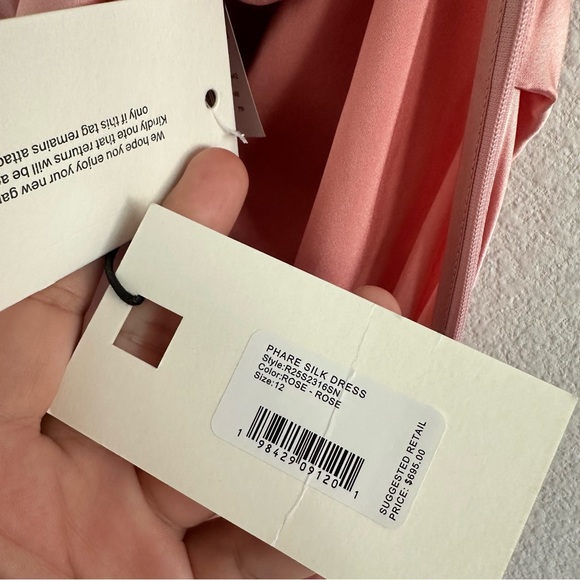 We hope you enjoy your new
Kindly note that returns will be
only if this tag remains
PHARE SILK DRESS
Style:R25S2316SN
Color:ROSE - ROSE
Size:12
1 98429 09120 1
SUGGESTED RETAIL
PRICE: $695.00